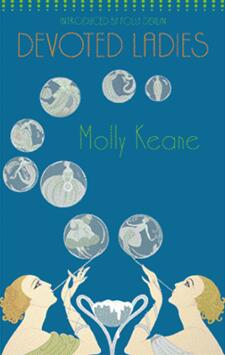 INTRODUCED BY POLLY DEVLIN
DEVOTED LADIES
Molly Keane